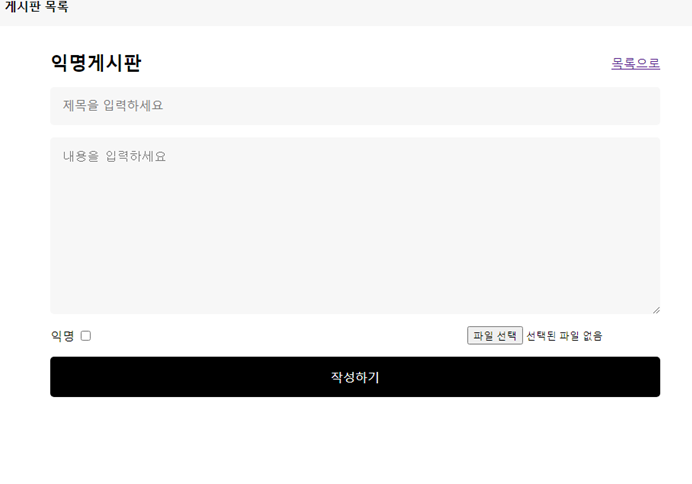 게시판 목록
익명게시판 목록으로
제목을 입력하세요
내용을 입력하세요
익명 파일 선택 선택된 파일 없음
작성하기